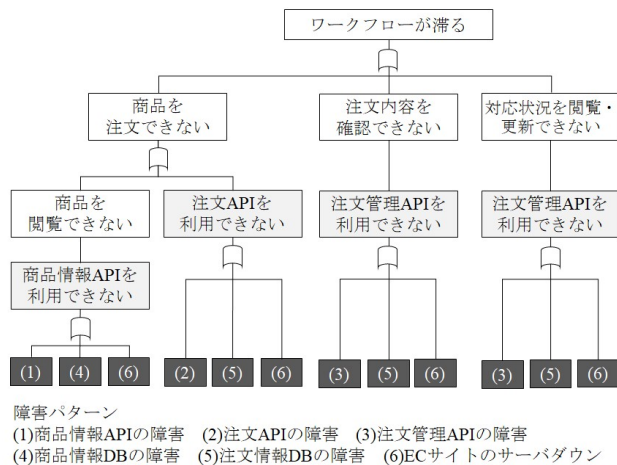 ワークフローが滞る
商品を
注文できない
注文内容を
確認できない
対応状況を閲覧・
更新できない
商品を
閲覧できない
注文APIを
利用できない
注文管理APIを
利用できない
注文管理APIを
利用できない
商品情報APIを
利用できない
(1) (4) (6) (2) (5) (6) (3) (5) (6) (3) (5) (6)
障害パターン
(1)商品情報APIの障害 (2)注文APIの障害 (3)注文管理APIの障害
(4)商品情報DBの障害 (5)注文情報DBの障害 (6)ECサイトのサーバダウン